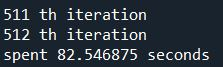 511 th iteration
512 th iteration
spent 82.546875 seconds